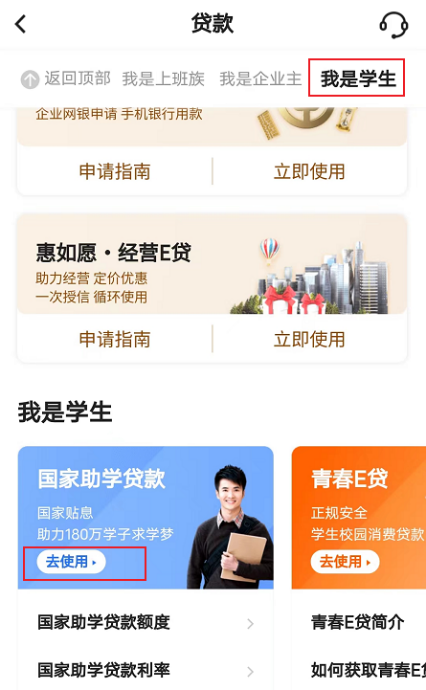 贷款
返回顶部 我是上班族 我是企业主 我是学生
企业网银申请 手机银行用款
申请指南 立即使用
惠如愿·经营E贷
助力经营 定价优惠
一次授信 循环使用
申请指南 立即使用
我是学生
国家助学贷款
国家贴息
助力180万学子求学梦
去使用
国家助学贷款额度
国家助学贷款利率
青春E贷
正规安全
学生校园消费贷款
去使用
青春E贷简介
如何获取青春E